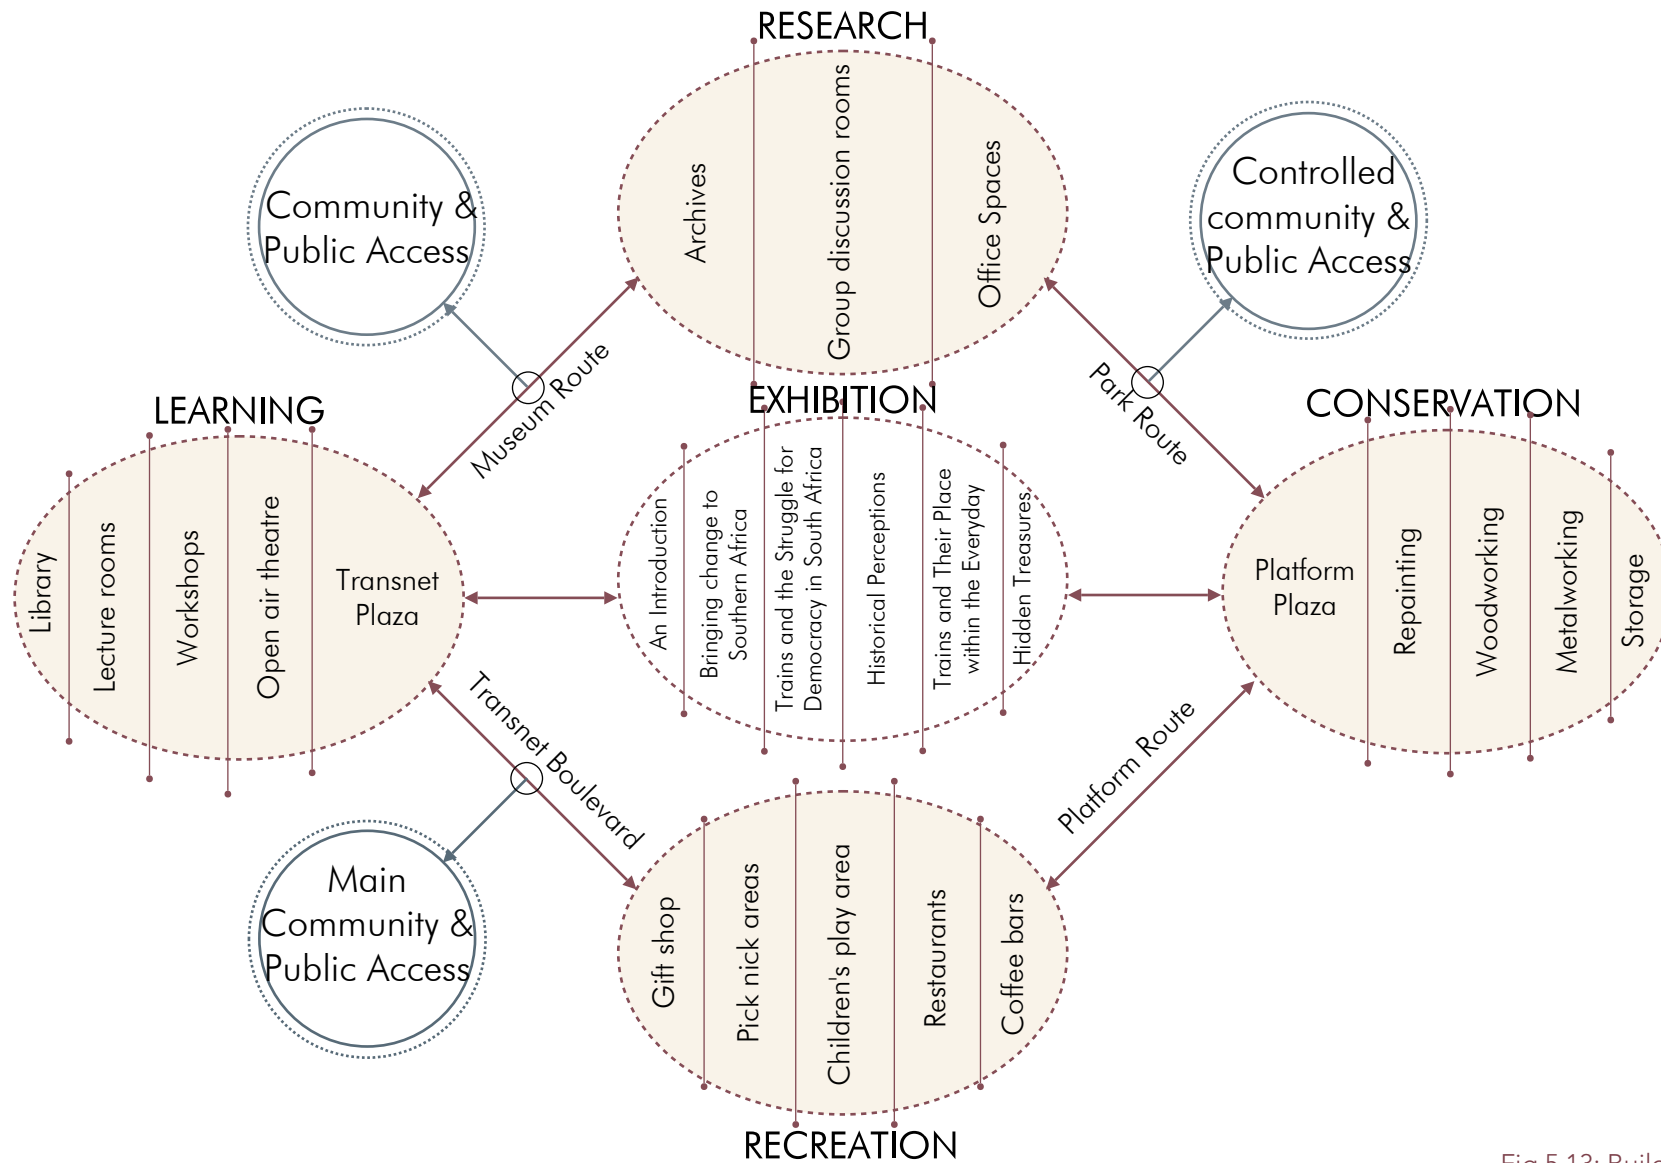 RESEARCH
Archives
Group discussion rooms
Office Spaces
Community &
Public Access
Controlled
community &
Public Access
Museum Route
Park Route
LEARNING
Library
Lecture rooms
Workshops
Open air theatre
Transnet
Plaza
EXHIBITION
An Introduction
Bringing change to
Southern Africa
Trains and the Struggle for
Democracy in South Africa
Historical Perceptions
Trains and Their Place
within the Everyday
Hidden Treasures
CONSERVATION
Platform
Plaza
Repainting
Woodworking
Metalworking
Storage
Transnet Boulevard
Platform Route
Main
Community &
Public Access
Gift shop
Pick nick areas
Children's play area
Restaurants
Coffee bars
RECREATION
Fig 5.13: